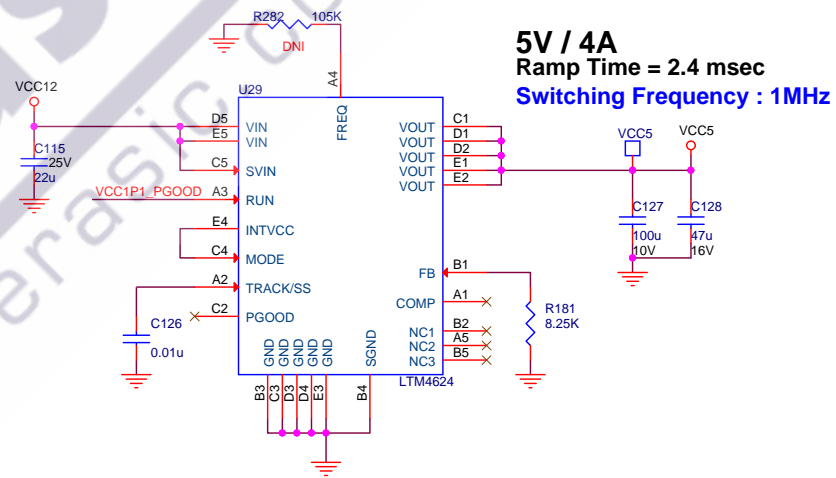 R282 105K
DNI
5V / 4A
Ramp Time = 2.4 msec
Switching Frequency : 1MHz
VCC12
U29
A4
FREQ
D5 VIN
E5 VIN
C5 SVIN
VCC1P1_PGOOD A3 RUN
E4 INTVCC
C4 MODE
A2 TRACK/SS
C2 PGOOD
C115
25V
22u
C126
0.01u
VOUT C1
VOUT D1
VOUT D2
VOUT E1
VOUT E2
VCC5 VCC5
C127 C128
100u 47u
10V 16V
FB B1
COMP A1
NC1 B2
NC2 A5
NC3 B5
R181
8.25K
GND GND GND GND GND SGND
LTM4624
B3 C3 D3 D4 E3 B4